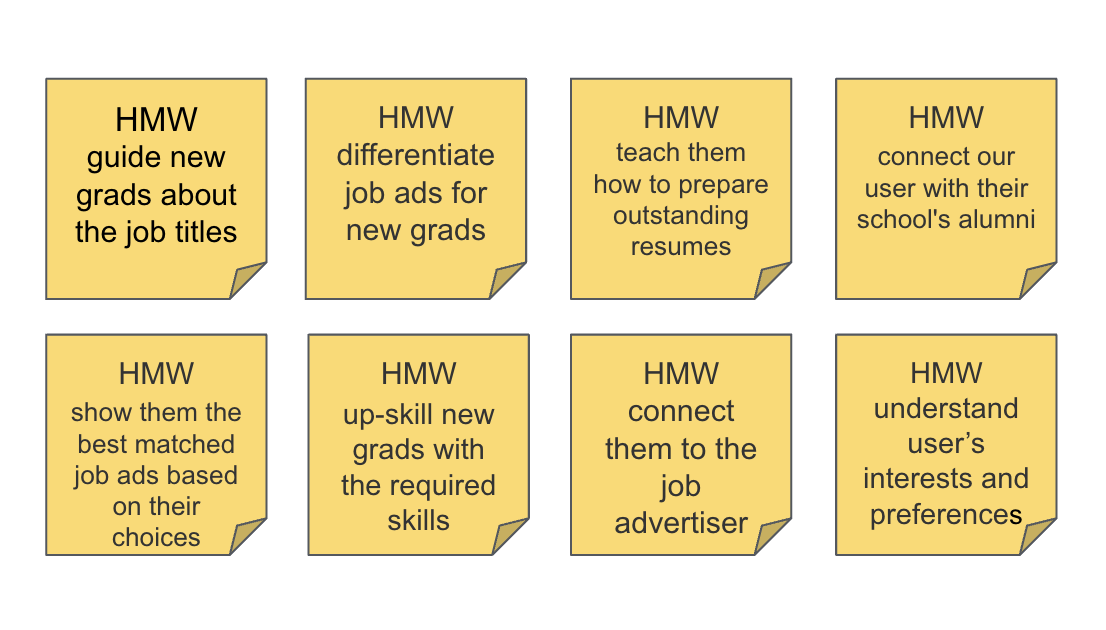 HMW
guide new
grads about
the job titles
HMW
differentiate
job ads for
new grads
HMW
teach them
how to prepare
outstanding
resumes
HMW
connect our
user with their
school's alumni
HMW
show them the
best matched
job ads based
on their
choices
HMW
up-skill new
grads with
the required
skills
HMW
connect
them to the
job
advertiser
HMW
understand
user’s
interests and
preferences